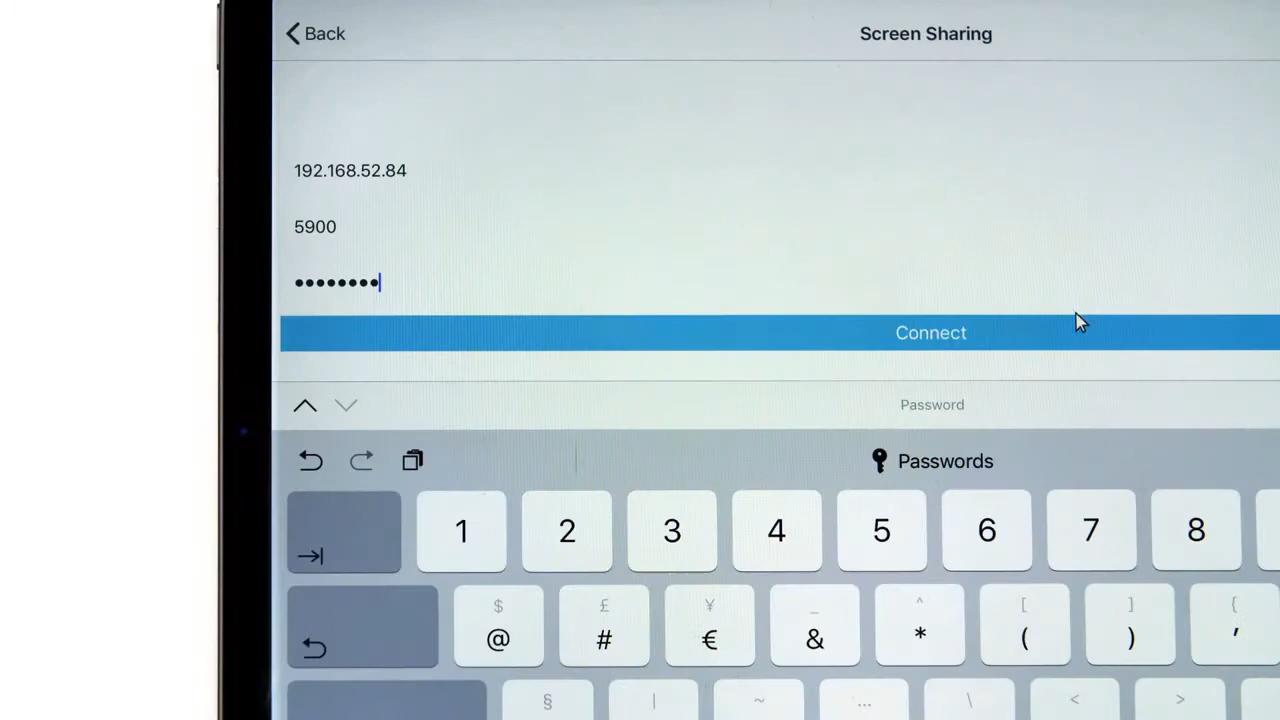 Back
Screen Sharing
192.168.52.84
5900
••••••••
Connect
Password
Passwords
1 2 3 4 5 6 7 8
$ £ ¥ _ ^ [ ] {
@ # € & * ( ) '
§ | ~ … \ < >